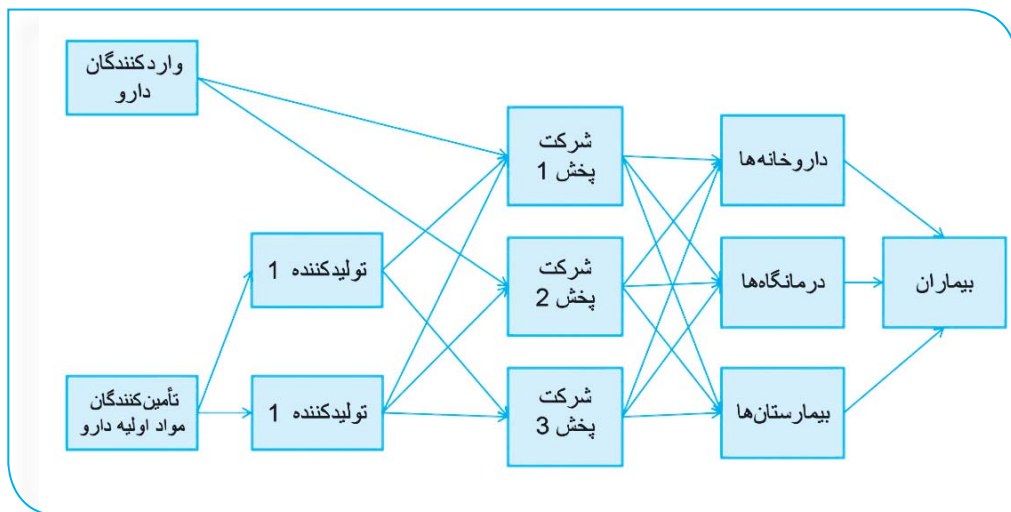 واردکنندگان
دارو
شرکت
پخش 1
داروخانه‌ها
تولیدکننده 1
شرکت
پخش 2
درمانگاه‌ها
بیماران
تأمین‌کنندگان
مواد اولیه دارو
تولیدکننده 1
شرکت
پخش 3
بیمارستان‌ها